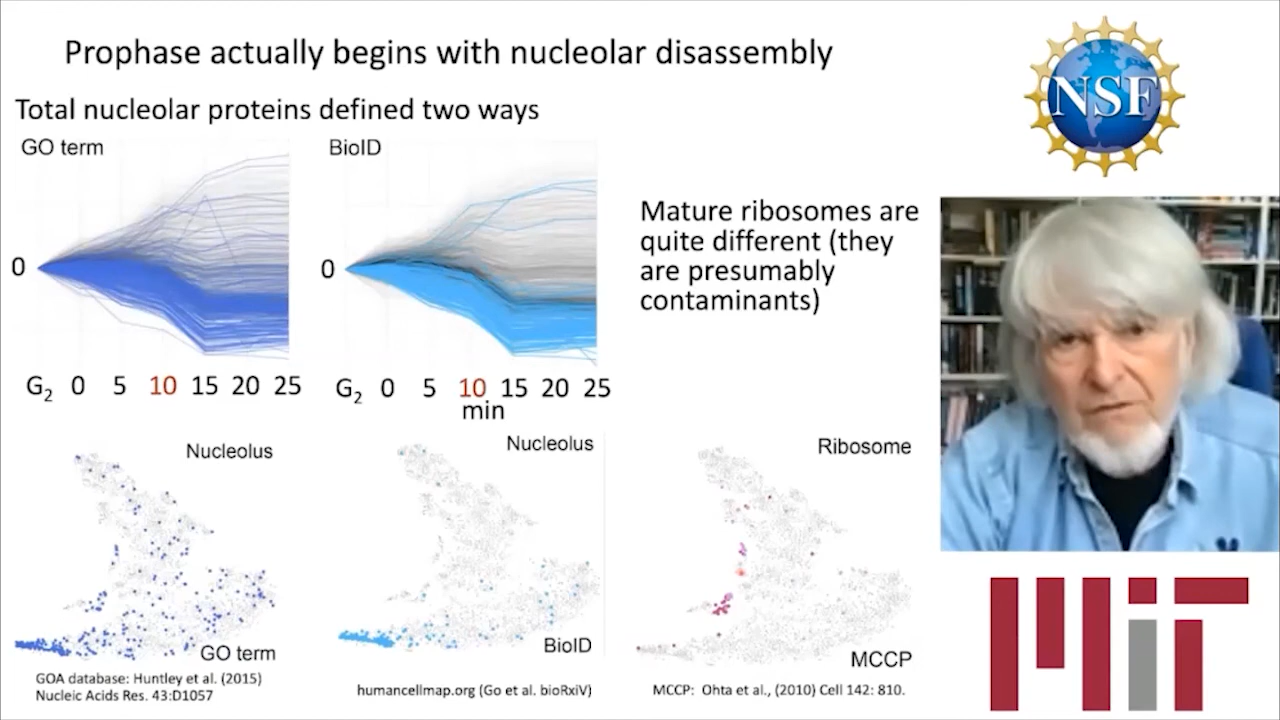 Prophase actually begins with nucleolar disassembly
Total nucleolar proteins defined two ways
GO term
BioID
0
0
G2 0 5 10 15 20 25
G2 0 5 10 15 20 25
min
Mature ribosomes are
quite different (they
are presumably
contaminants)
Nucleolus
GO term
Nucleolus
BioID
Ribosome
MCCP
GOA database: Huntley et al. (2015)
Nucleic Acids Res. 43:D1057
humancellmap.org (Go et al. bioRxiV)
MCCP: Ohta et al., (2010) Cell 142: 810.
NSF
MIT